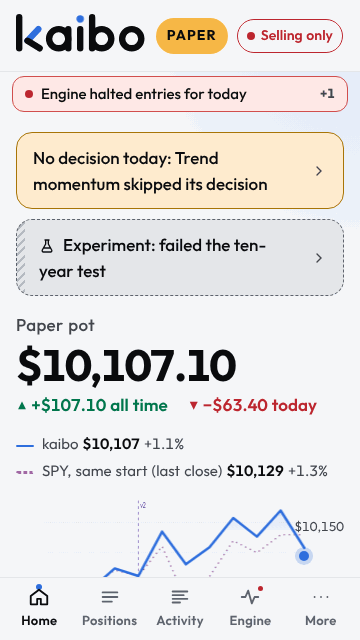 kaibo
PAPER
Selling only
Engine halted entries for today
+1
No decision today: Trend
momentum skipped its decision
Experiment: failed the ten-
year test
Paper pot
$10,107.10
▲ +$107.10 all time ▼ −$63.40 today
kaibo $10,107 +1.1%
SPY, same start (last close) $10,129 +1.3%
v2
$10,150
Home
Positions
Activity
Engine
More